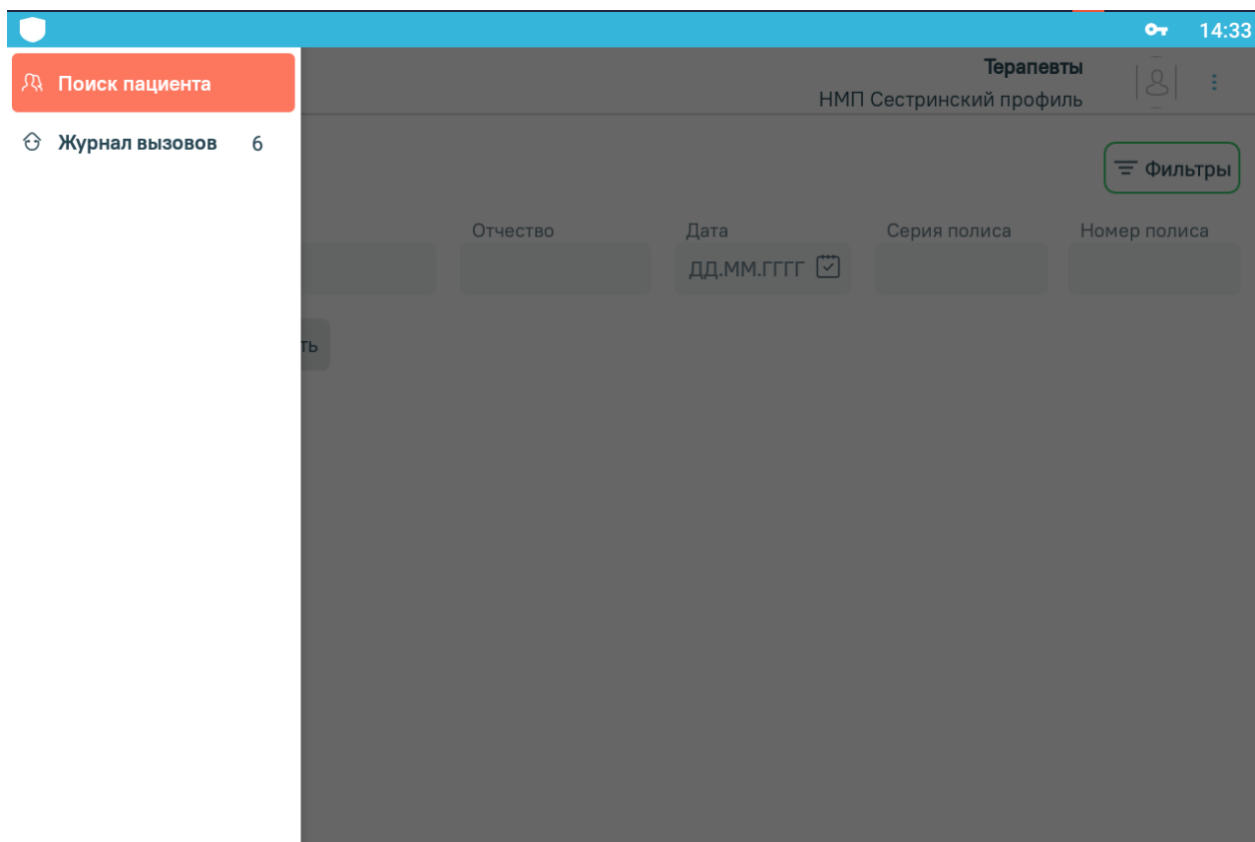 14:33
Поиск пациента
Журнал вызовов 6
Терапевты
НМП Сестринский профиль
Фильтры
Отчество Дата Серия полиса Номер полиса
ДД.ММ.ГГГГ
ть